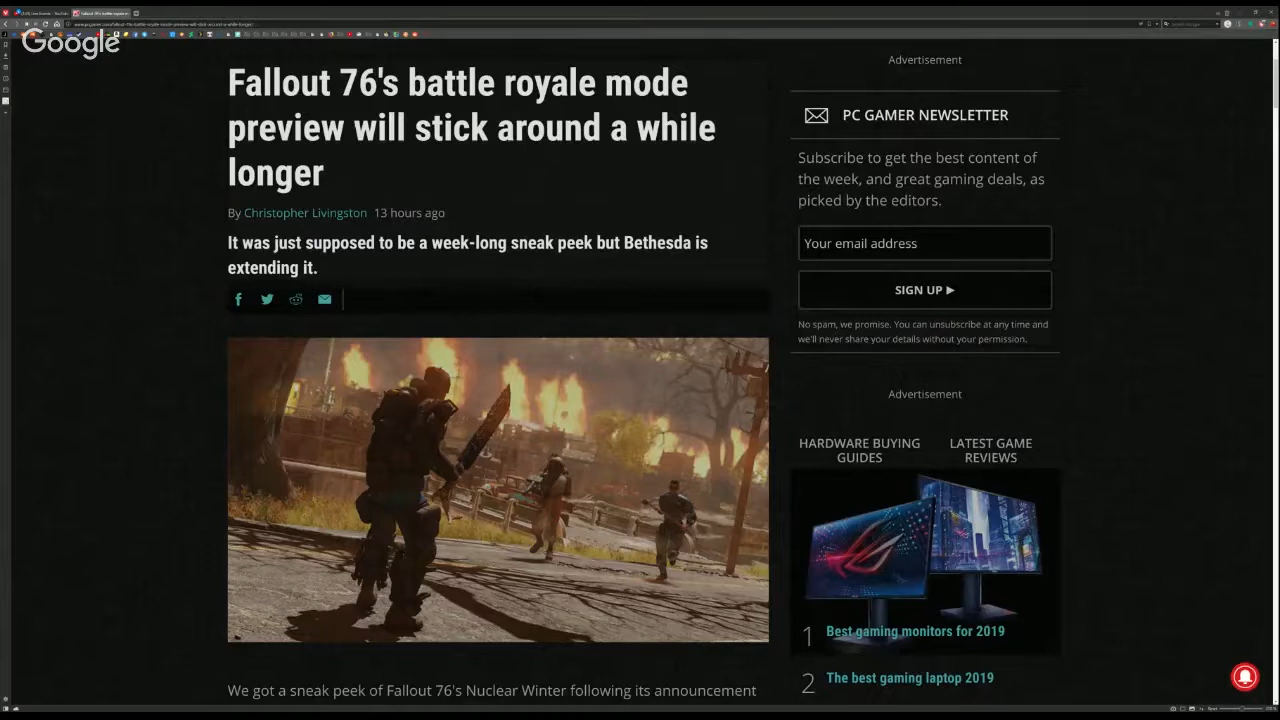 Google
Fallout 76's battle royale mode
preview will stick around a while
longer
By Christopher Livingston 13 hours ago
It was just supposed to be a week-long sneak peek but Bethesda is
extending it.
We got a sneak peek of Fallout 76's Nuclear Winter following its announcement
Advertisement
PC GAMER NEWSLETTER
Subscribe to get the best content of
the week, and great gaming deals, as
picked by the editors.
Your email address
SIGN UP ▶
No spam, we promise. You can unsubscribe at any time and
we'll never share your details without your permission.
Advertisement
HARDWARE BUYING
GUIDES
LATEST GAME
REVIEWS
1 Best gaming monitors for 2019
2 The best gaming laptop 2019